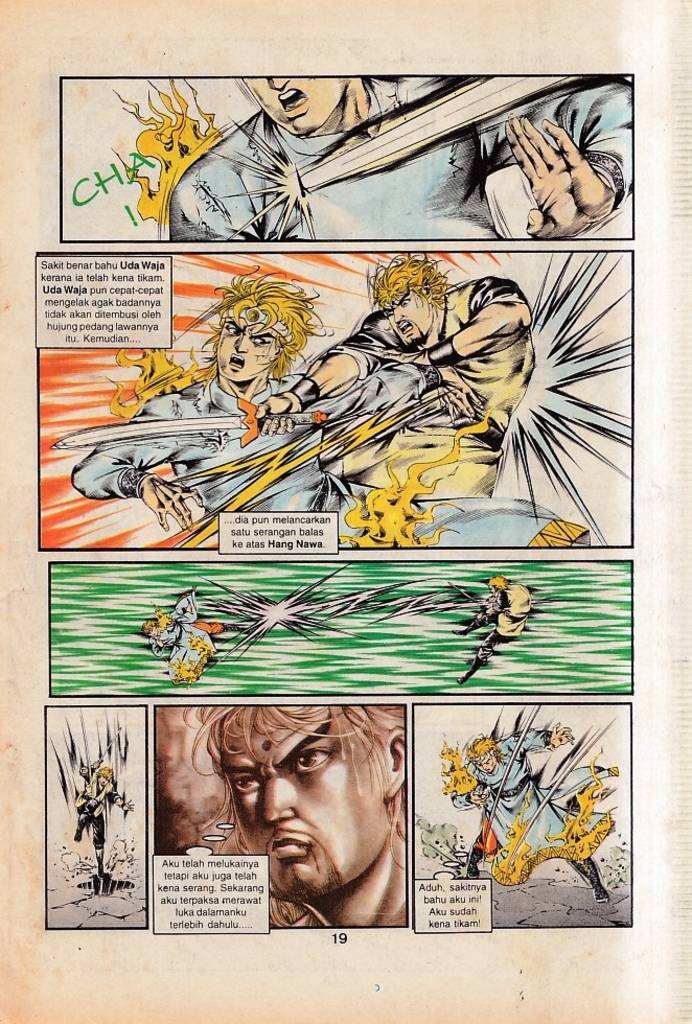 CHA!
Sakit benar bahu Uda Waja
kerana ia telah kena tikam.
Uda Waja pun cepat-cepat
mengelak agak badannya
tidak akan ditembusi oleh
hujung pedang lawannya
itu. Kemudian....
....dia pun melancarkan
satu serangan balas
ke atas Hang Nawa.
Aku telah melukainya
tetapi aku juga telah
kena serang. Sekarang
aku terpaksa merawat
luka dalamanku
terlebih dahulu.....
Aduh, sakitnya
bahu aku ini!
Aku sudah
kena tikam!
19